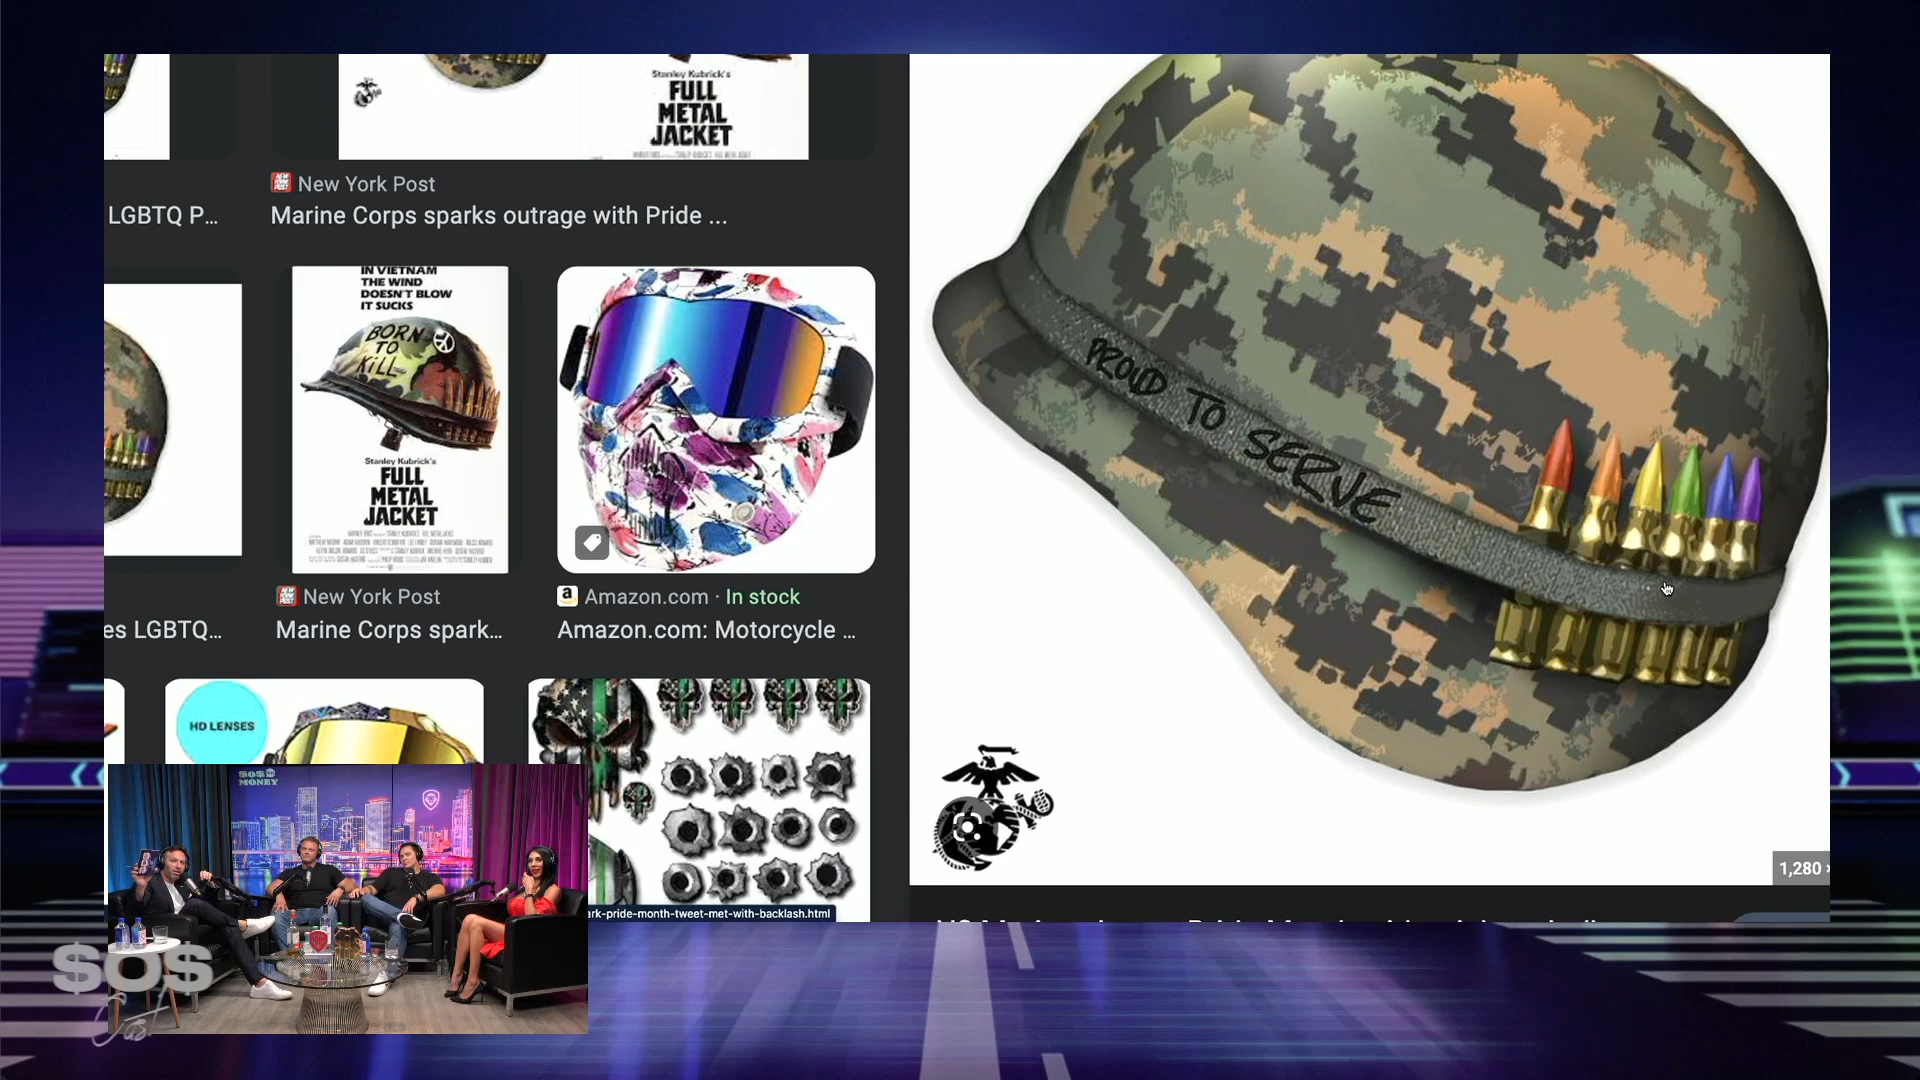 Stanley Kubrick's
FULL
METAL
JACKET
New York Post
LGBTQ P...
Marine Corps sparks outrage with Pride ...
IN VIETNAM
THE WIND
DOESN'T BLOW
IT SUCKS
BORN
TO
KILL
Stanley Kubrick's
FULL
METAL
JACKET
PROUD TO SERVE
New York Post
Amazon.com · In stock
es LGBTQ...
Marine Corps spark...
Amazon.com: Motorcycle ...
HD LENSES
SOS
MONEY
1,280
ark-pride-month-tweet-met-with-backlash.html
$O$
Cast